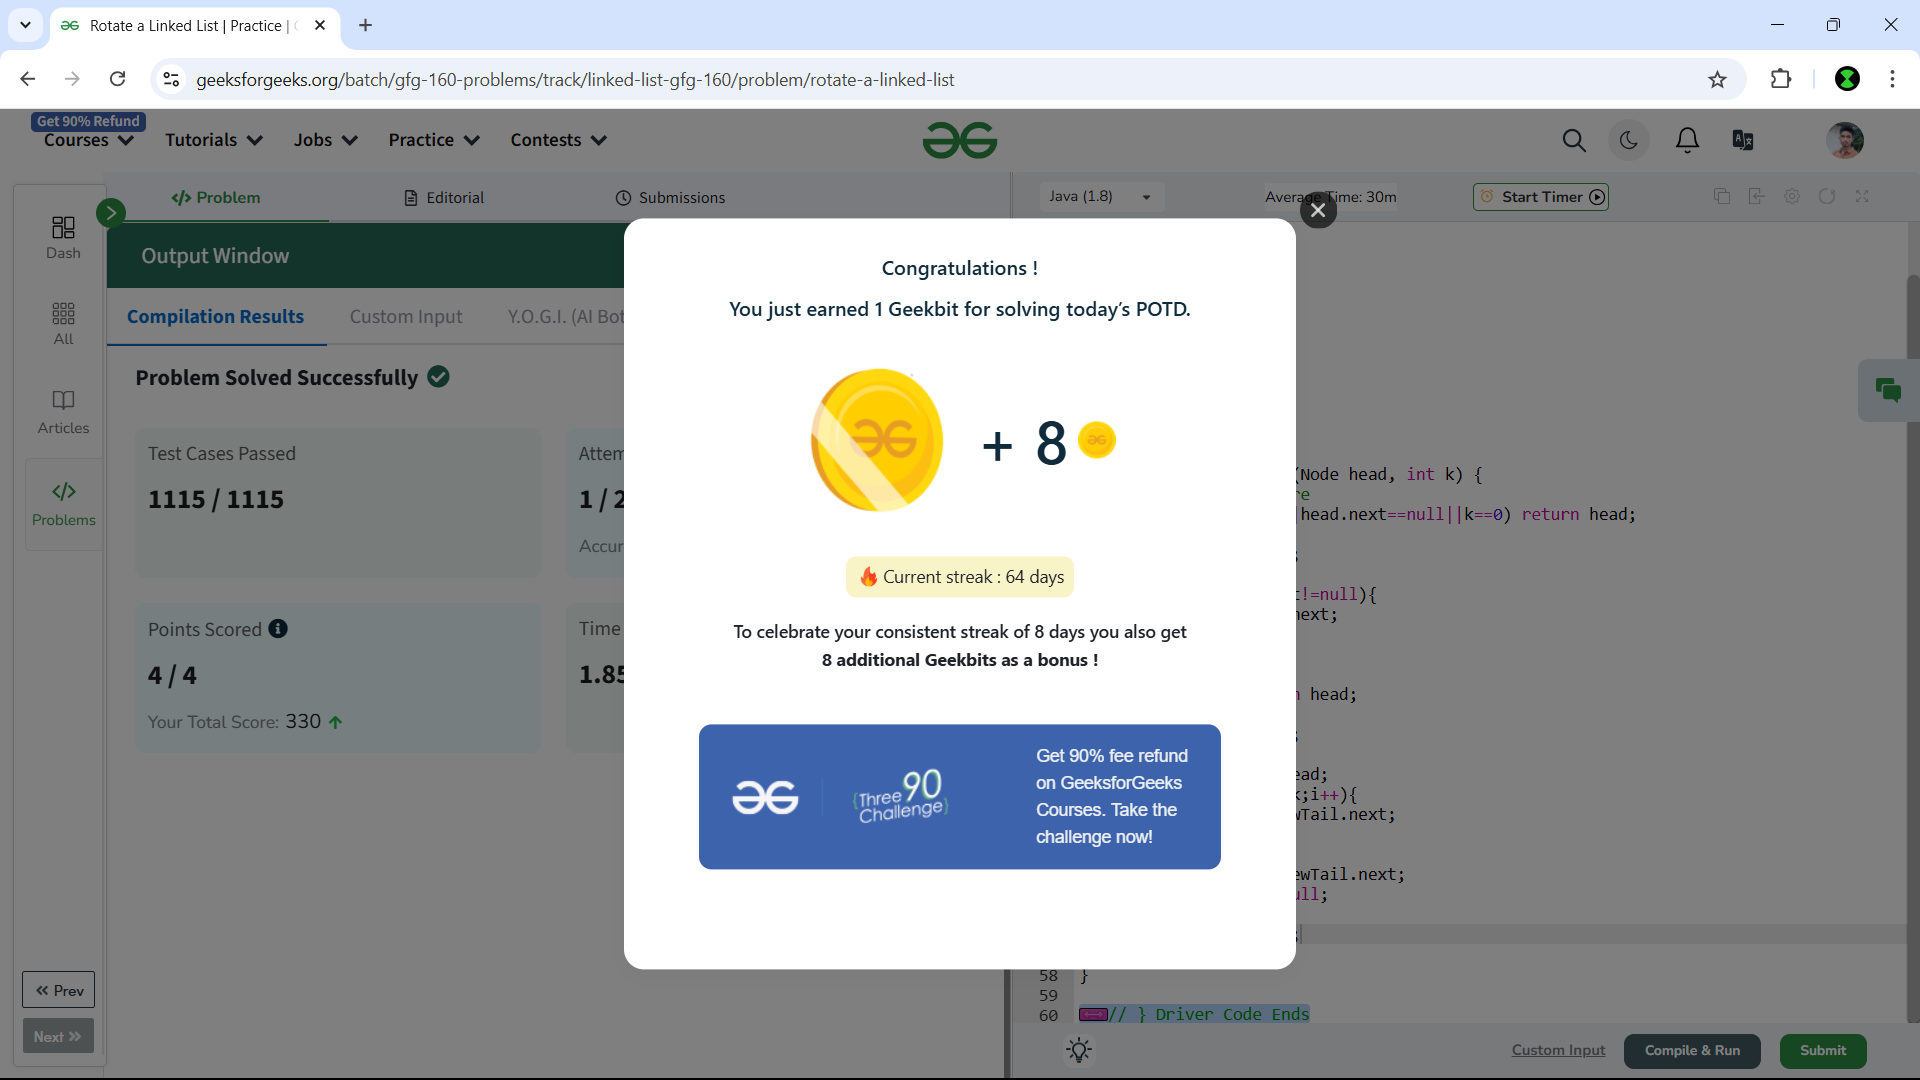 Rotate a Linked List | Practice |
geeksforgeeks.org/batch/gfg-160-problems/track/linked-list-gfg-160/problem/rotate-a-linked-list
Get 90% Refund
Courses
Tutorials
Jobs
Practice
Contests
Problem
Editorial
Submissions
Java (1.8)
Average Time: 30m
Start Timer
Dash
All
Articles
Problems
Prev
Next
Output Window
Compilation Results
Custom Input
Y.O.G.I. (AI Bot
Problem Solved Successfully
Test Cases Passed
1115 / 1115
1 / 2
Points Scored
4 / 4
Your Total Score: 330
Time
1.85
Congratulations !
You just earned 1 Geekbit for solving today's POTD.
+ 8
Current streak : 64 days
To celebrate your consistent streak of 8 days you also get
8 additional Geekbits as a bonus !
{Three 90
Challenge}
Get 90% fee refund
on GeeksforGeeks
Courses. Take the
challenge now!
(Node head, int k) {
head.next==null||k==0) return head;
!=null){
head;
;i++){
Tail.next;
wTail.next;
58 }
59
60 // } Driver Code Ends
Custom Input
Compile & Run
Submit